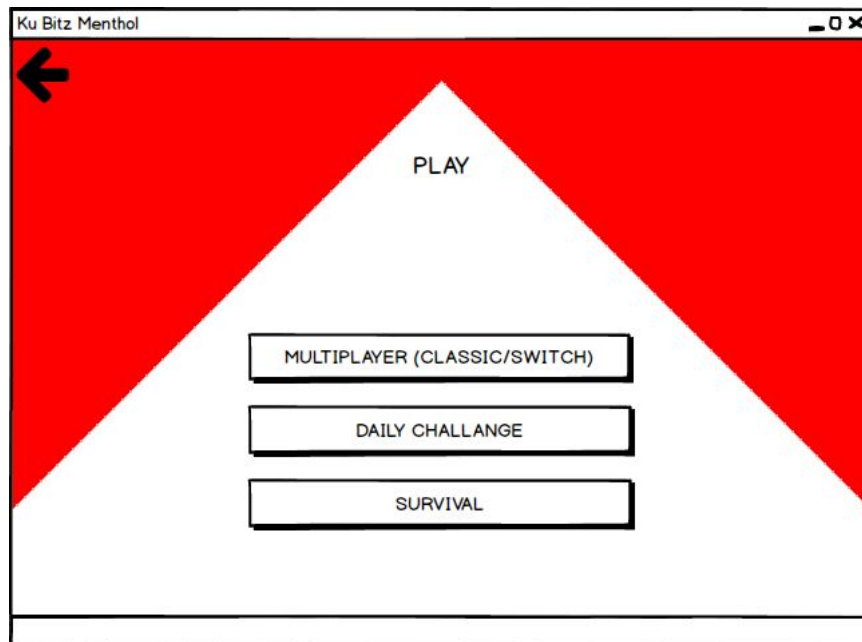 Ku Bitz Menthol
PLAY
MULTIPLAYER (CLASSIC/SWITCH)
DAILY CHALLANGE
SURVIVAL